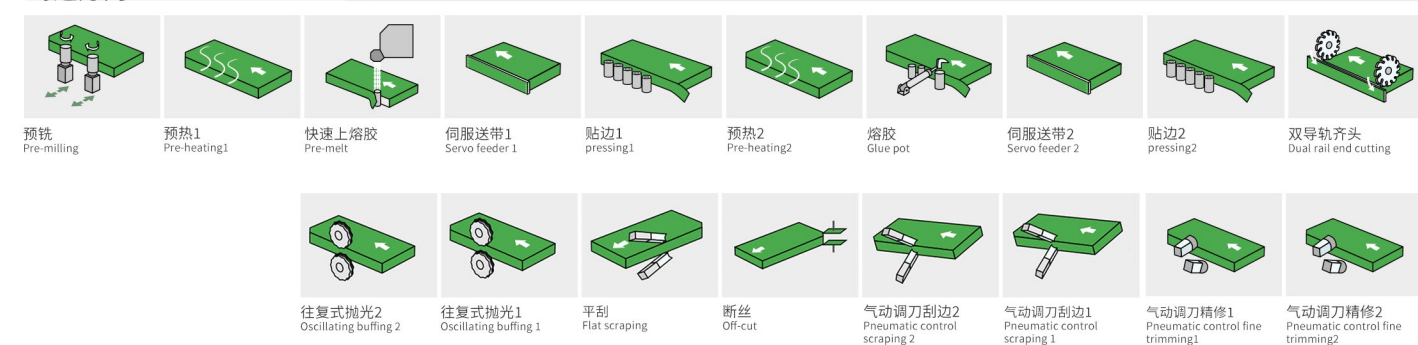 预铣
Pre-milling
预热1
Pre-heating1
快速上熔胶
Pre-melt
伺服送带1
Servo feeder 1
贴边1
pressing1
预热2
Pre-heating2
熔胶
Glue pot
伺服送带2
Servo feeder 2
贴边2
pressing2
双导轨齐头
Dual rail end cutting
往复式抛光2
Oscillating buffing 2
往复式抛光1
Oscillating buffing 1
平刮
Flat scraping
断丝
Off-cut
气动调刀刮边2
Pneumatic control
scraping 2
气动调刀刮边1
Pneumatic control
scraping 1
气动调刀精修1
Pneumatic control fine
trimming1
气动调刀精修2
Pneumatic control fine
trimming2